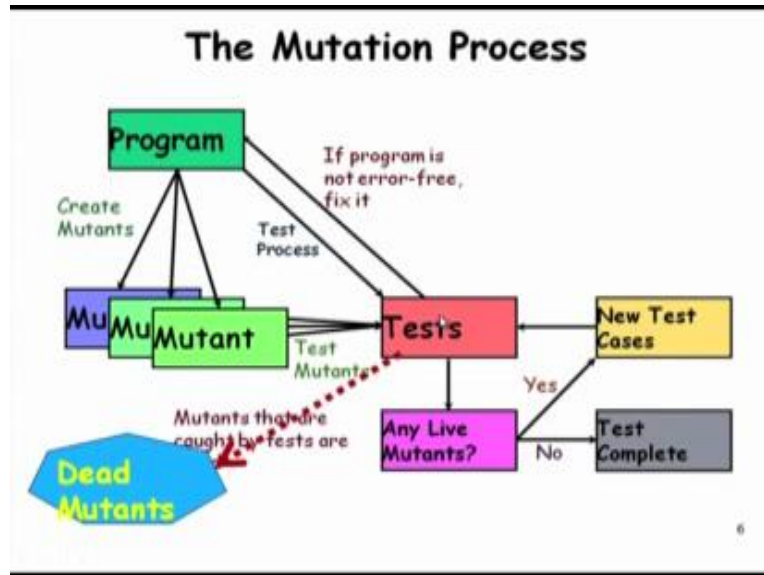 The Mutation Process
Program
If program is
not error-free,
fix it
Create
Mutants
Test
Process
Mu
Mu
Mutant
Tests
New Test
Cases
Test
Mutants
Yes
Mutants that are
caught by tests are
Any Live
Mutants?
No
Test
Complete
Dead
Mutants
6